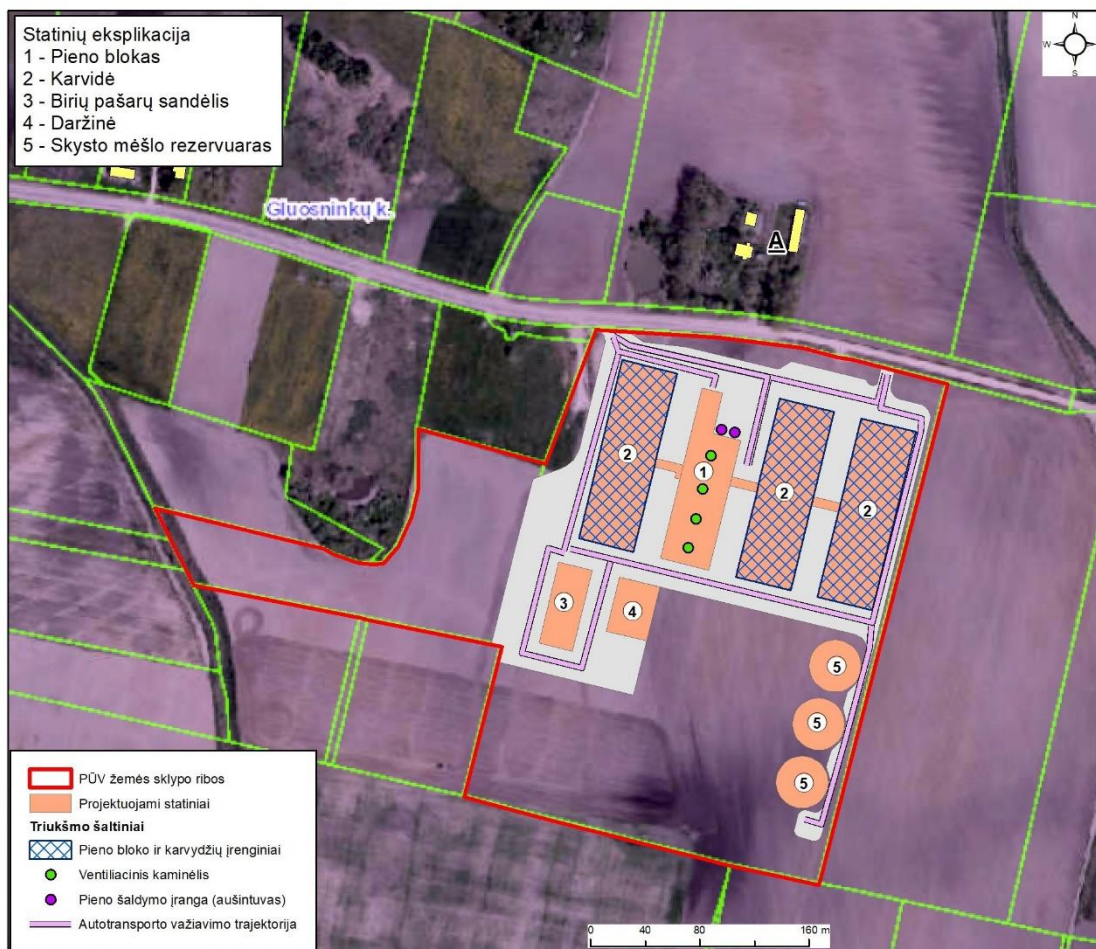 Statinių eksplikacija
1 - Pieno blokas
2 - Karvidė
3 - Birių pašarų sandėlis
4 - Daržinė
5 - Skysto mėšlo rezervuaras
N
W E
S
Gluosninkų k.
A
2
1
2
2
3
4
5
5
5
PŪV žemės sklypo ribos
Projektuojami statiniai
Triukšmo šaltiniai
Pieno bloko ir karvydžių įrenginiai
Ventiliacinis kaminėlis
Pieno šaldymo įranga (aušintuvas)
Autotransporto važiavimo trajektorija
0 40 80 160 m